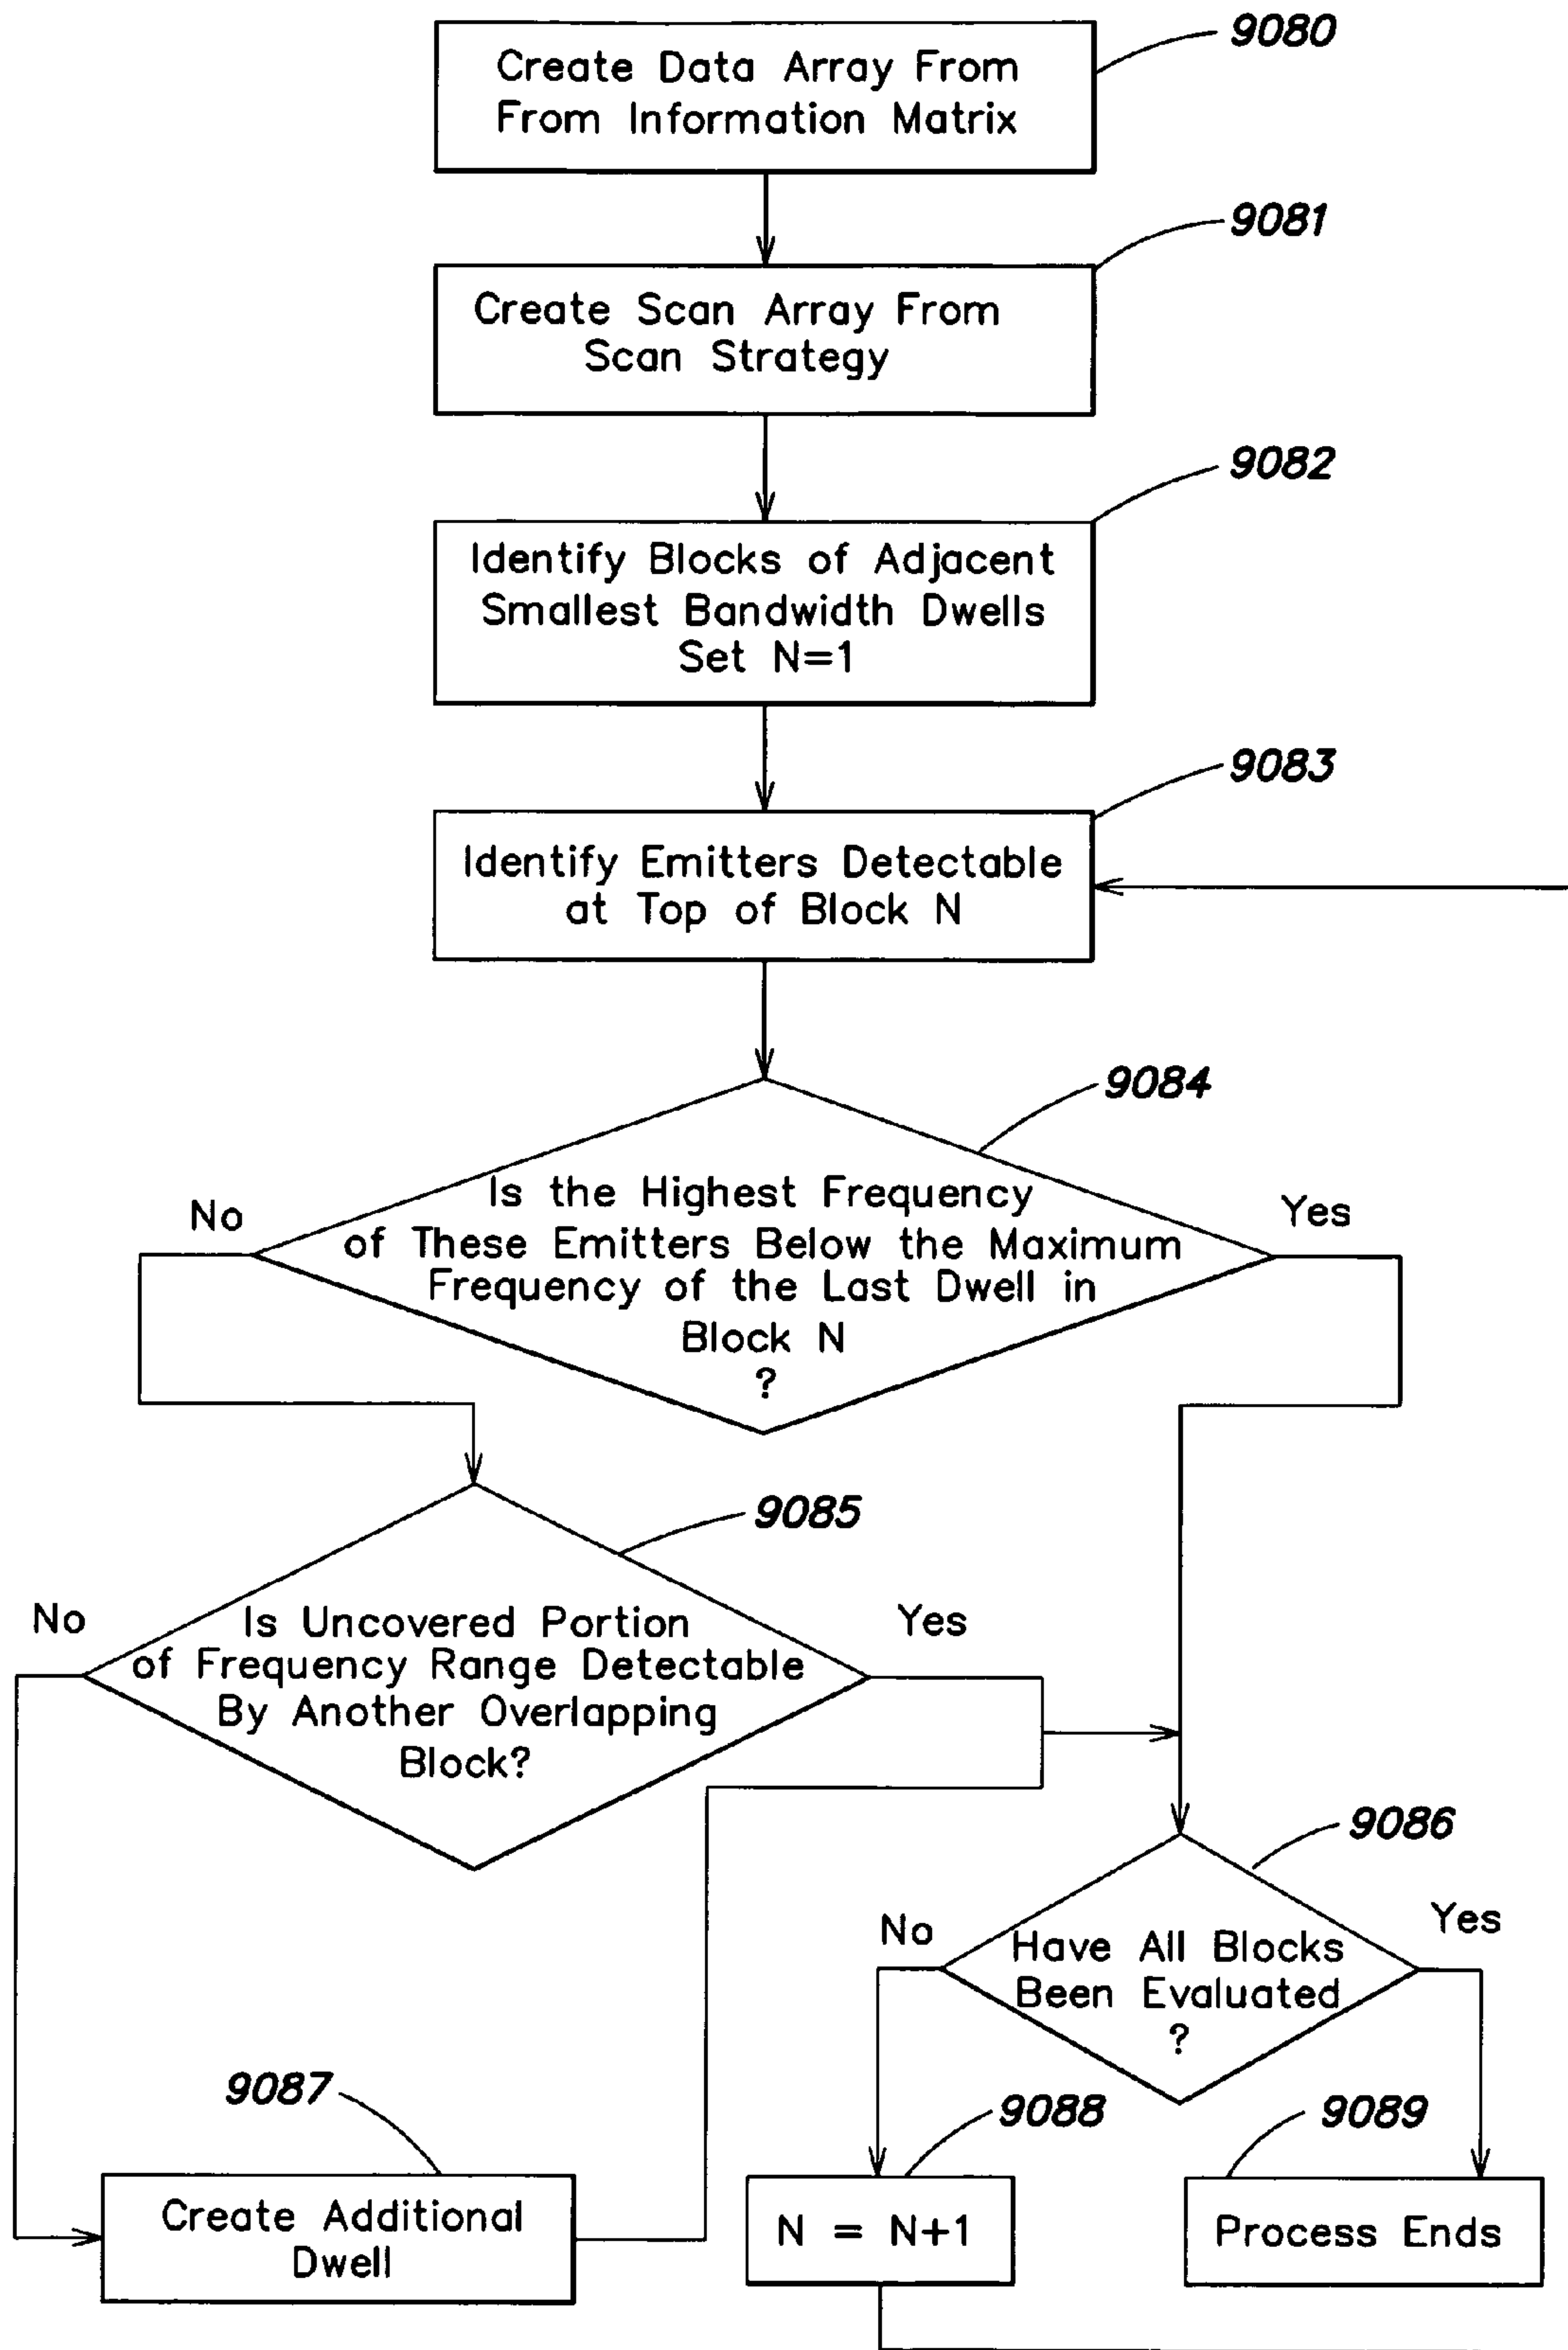 9080
Create Data Array From
From Information Matrix
9081
Create Scan Array From
Scan Strategy
9082
Identify Blocks of Adjacent
Smallest Bandwidth Dwells
Set N=1
9083
Identify Emitters Detectable
at Top of Block N
9084
No
Yes
Is the Highest Frequency
of These Emitters Below the Maximum
Frequency of the Last Dwell in
Block N
?
9085
No
Yes
Is Uncovered Portion
of Frequency Range Detectable
By Another Overlapping
Block?
9086
No
Yes
Have All Blocks
Been Evaluated
?
9087
Create Additional
Dwell
9088
N = N+1
9089
Process Ends